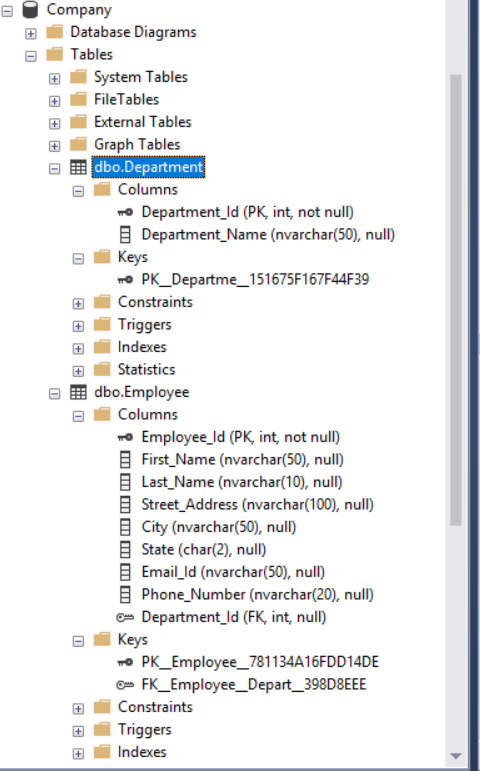 Company
Database Diagrams
Tables
System Tables
FileTables
External Tables
Graph Tables
dbo.Department
Columns
Department_Id (PK, int, not null)
Department_Name (nvarchar(50), null)
Keys
PK__Departme__151675F167F44F39
Constraints
Triggers
Indexes
Statistics
dbo.Employee
Columns
Employee_Id (PK, int, not null)
First_Name (nvarchar(50), null)
Last_Name (nvarchar(10), null)
Street_Address (nvarchar(100), null)
City (nvarchar(50), null)
State (char(2), null)
Email_Id (nvarchar(50), null)
Phone_Number (nvarchar(20), null)
Department_Id (FK, int, null)
Keys
PK__Employee__781134A16FDD14DE
FK__Employee__Depart__398D8EEE
Constraints
Triggers
Indexes